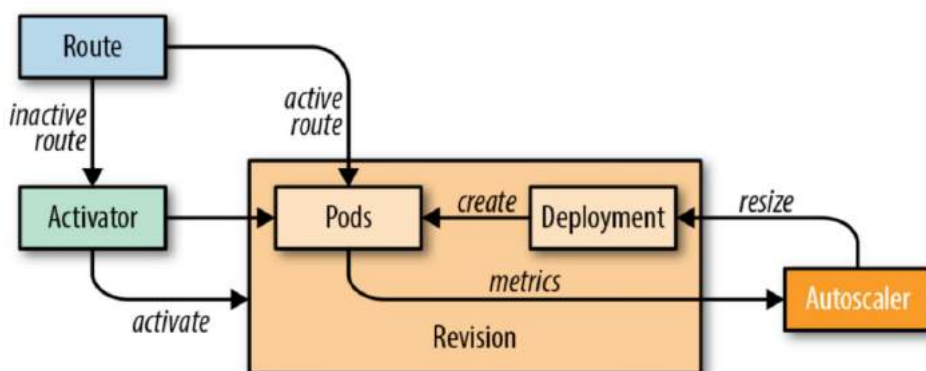 Route
inactive
route
active
route
Activator
Pods
create
Deployment
resize
activate
metrics
Autoscaler
Revision